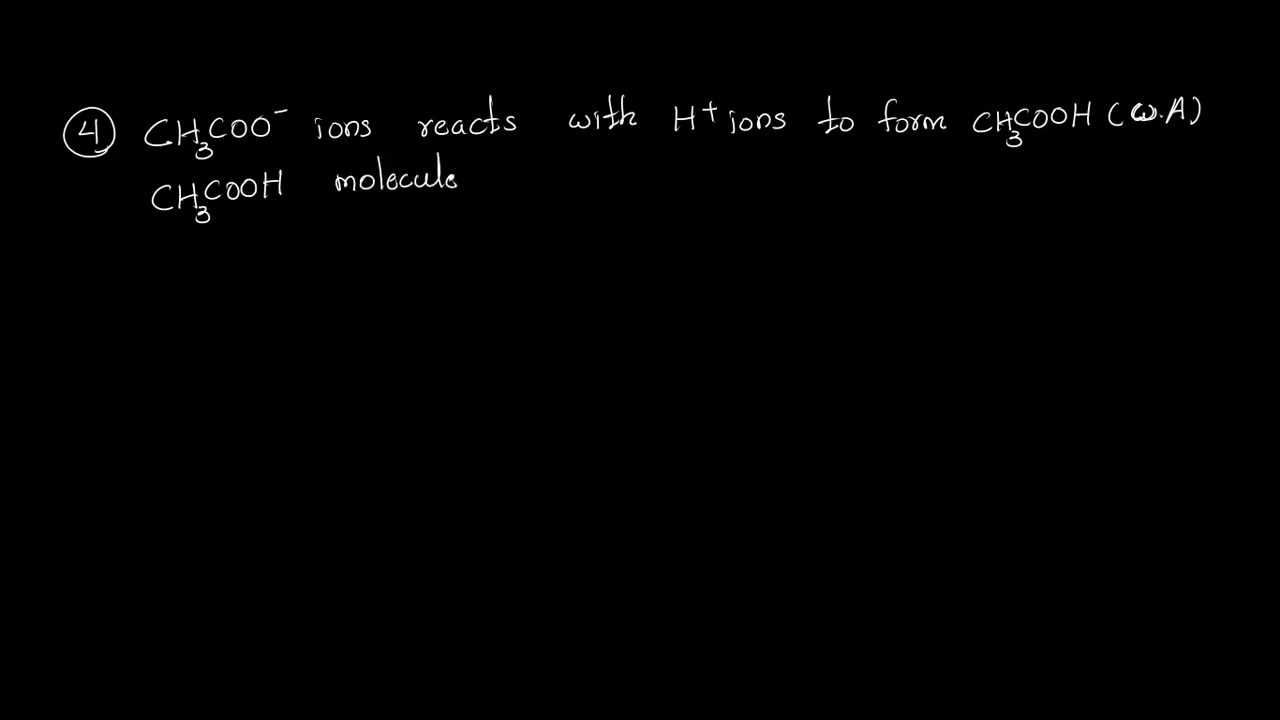 ④ CH₃COO⁻ ions reacts with H⁺ ions to form CH₃COOH (W.A)
CH₃COOH molecule